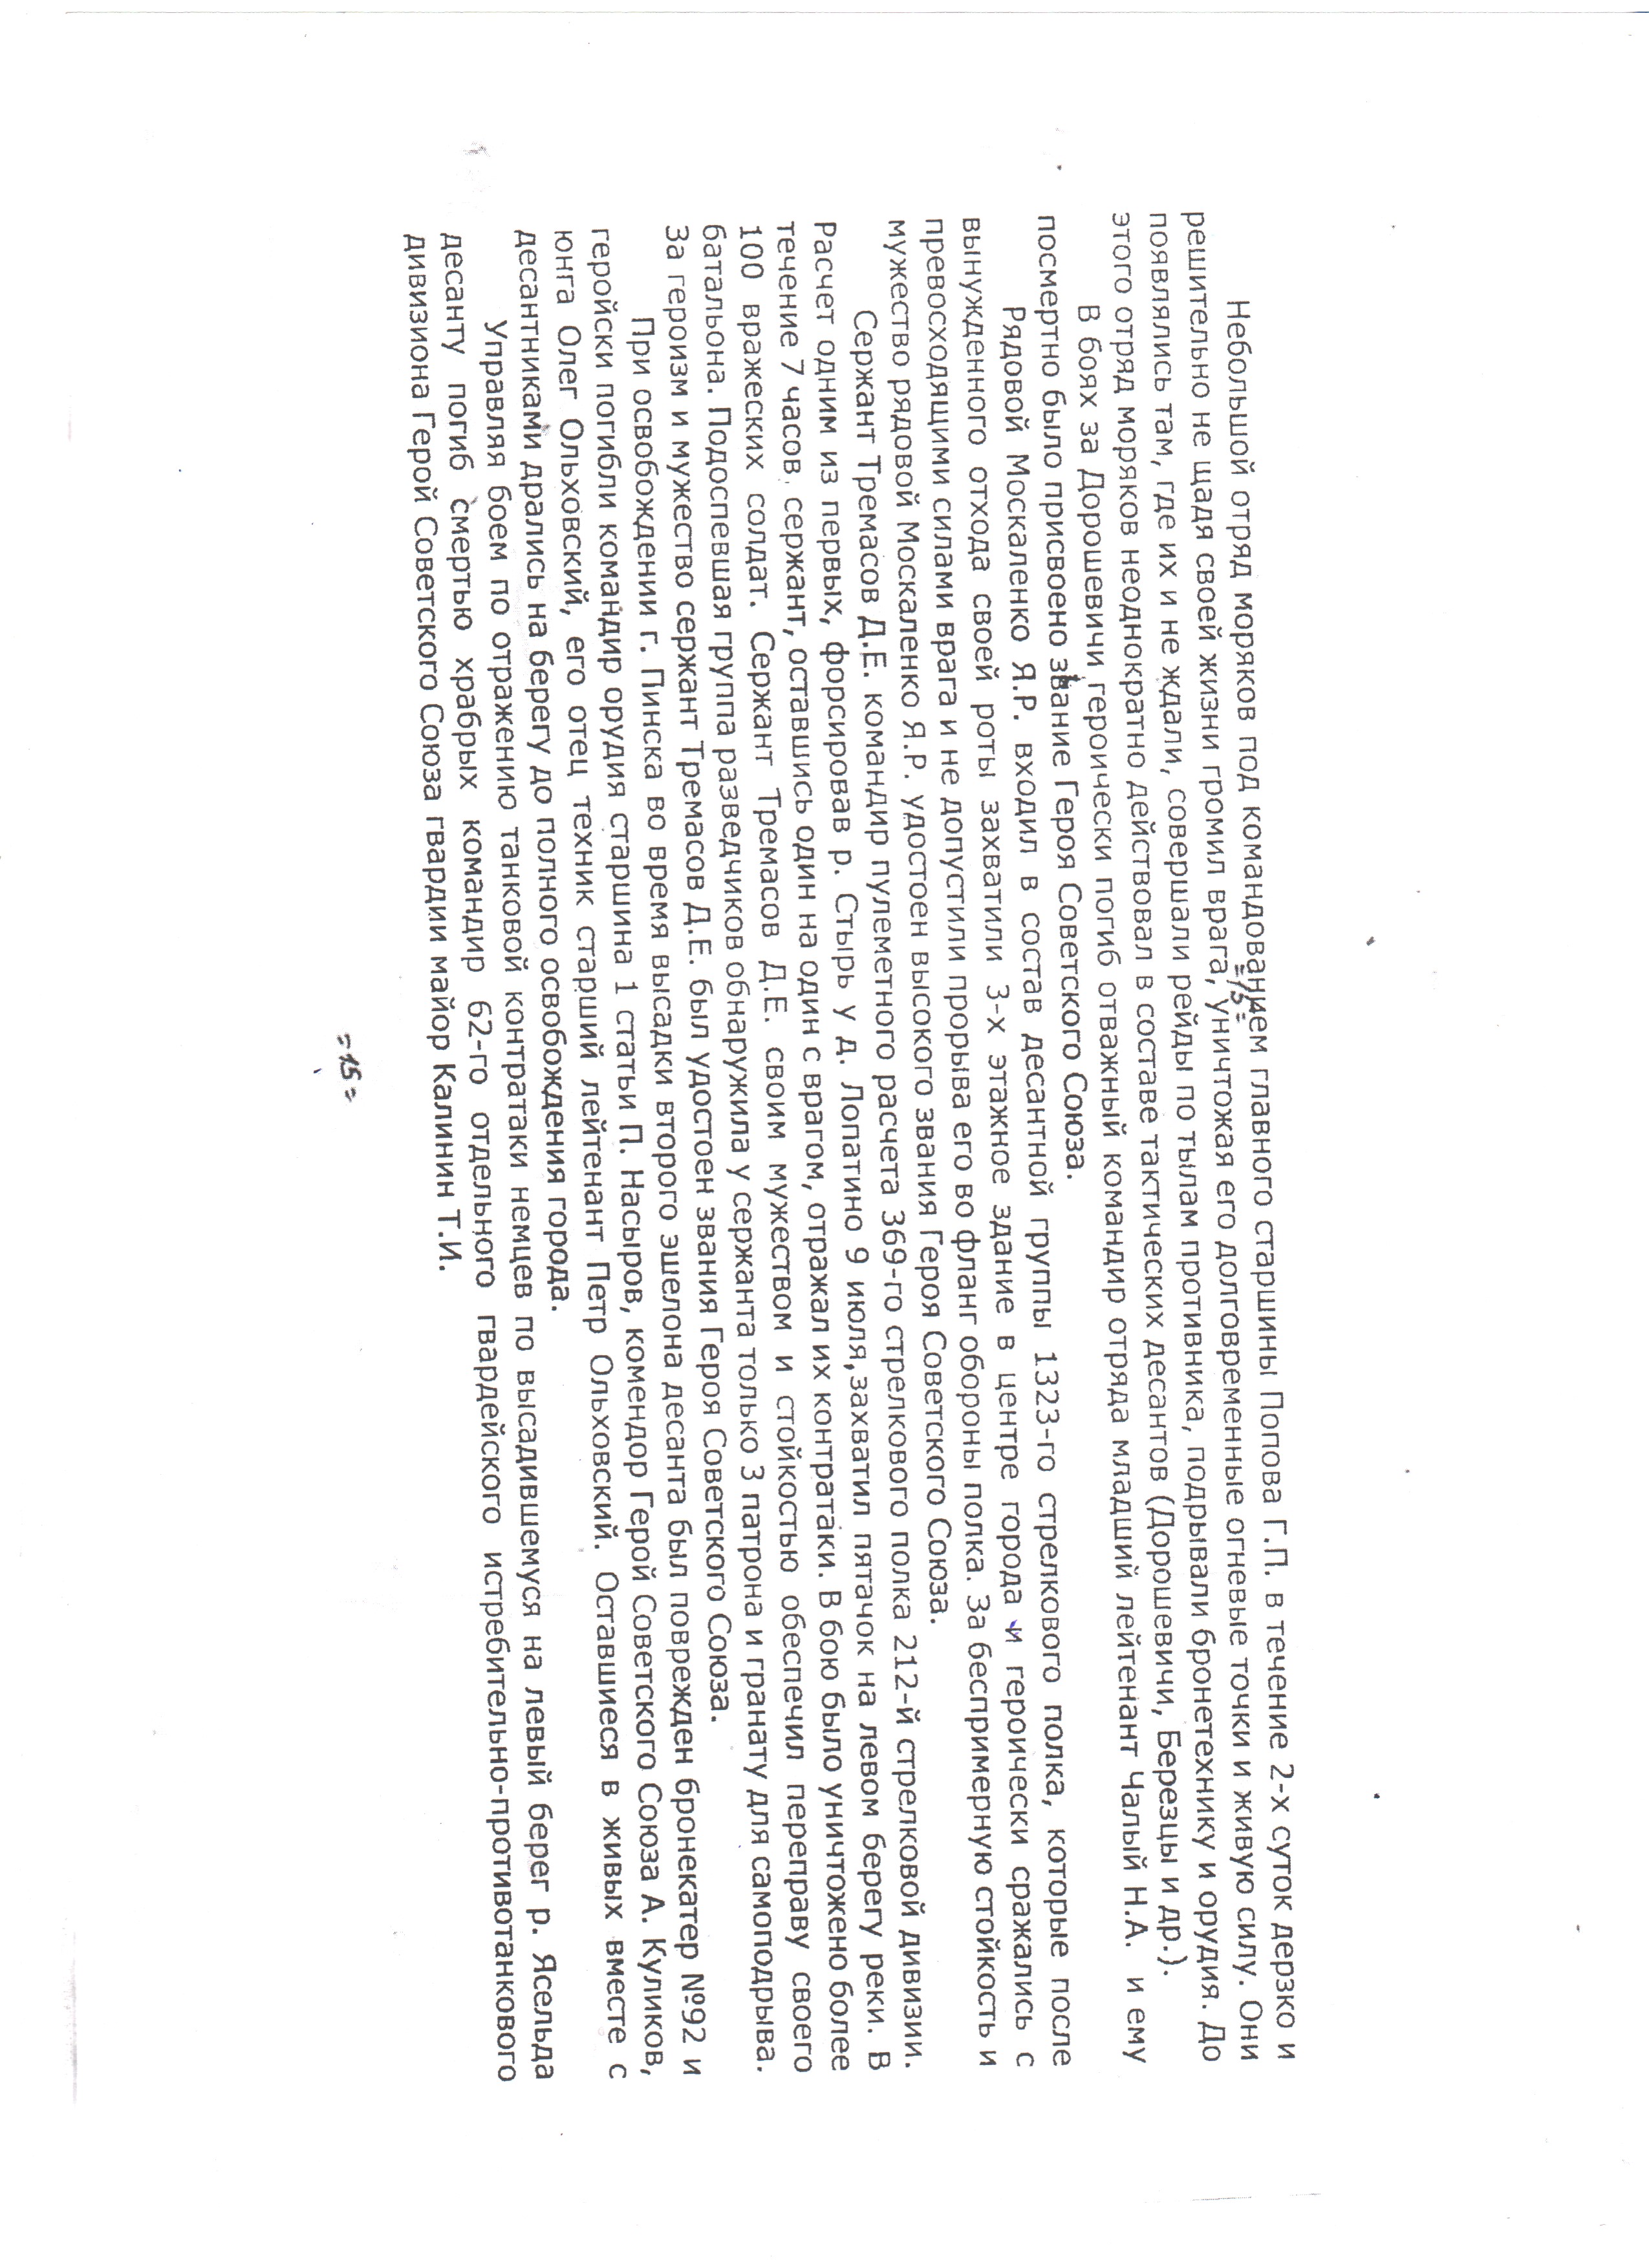 Небольшой отряд моряков под командованием главного старшины Попова Г.П. в течение 2-х суток дерзко и
=15=
решительно не щадя своей жизни громил врага, уничтожая его долговременные огневые точки и живую силу. Они
появлялись там, где их и не ждали, совершали рейды по тылам противника, подрывали бронетехнику и орудия. До
этого отряд моряков неоднократно действовал в составе тактических десантов (Дорошевичи, Березцы и др.).
В боях за Дорошевичи героически погиб отважный командир отряда младший лейтенант Чалый Н.А. и ему
посмертно было присвоено звание Героя Советского Союза.
Рядовой Москаленко Я.Р. входил в состав десантной группы 1323-го стрелкового полка, которые после
вынужденного отхода своей роты захватили 3-х этажное здание в центре города и героически сражались с
превосходящими силами врага и не допустили прорыва его во фланг обороны полка. За беспримерную стойкость и
мужество рядовой Москаленко Я.Р. удостоен высокого звания Героя Советского Союза.
Сержант Тремасов Д.Е. командир пулеметного расчета 369-го стрелкового полка 212-й стрелковой дивизии.
Расчет одним из первых, форсировав р. Стырь у д. Лопатино 9 июля,захватил пятачок на левом берегу реки. В
течение 7 часов сержант, оставшись один на один с врагом, отражал их контратаки. В бою было уничтожено более
100 вражеских солдат. Сержант Тремасов Д.Е. своим мужеством и стойкостью обеспечил переправу своего
батальона. Подоспевшая группа разведчиков обнаружила у сержанта только 3 патрона и гранату для самоподрыва.
За героизм и мужество сержант Тремасов Д.Е. был удостоен звания Героя Советского Союза.
При освобождении г. Пинска во время высадки второго эшелона десанта был поврежден бронекатер №92 и
геройски погибли командир орудия старшина 1 статьи П. Насыров, комендор Герой Советского Союза А. Куликов,
юнга Олег Ольховский, его отец техник старший лейтенант Петр Ольховский. Оставшиеся в живых вместе с
десантниками дрались на берегу до полного освобождения города.
Управляя боем по отражению танковой контратаки немцев по высадившемуся на левый берег р. Ясельда
десанту погиб смертью храбрых командир 62-го отдельного гвардейского истребительно-противотанкового
дивизиона Герой Советского Союза гвардии майор Калинин Т.И.
=15=